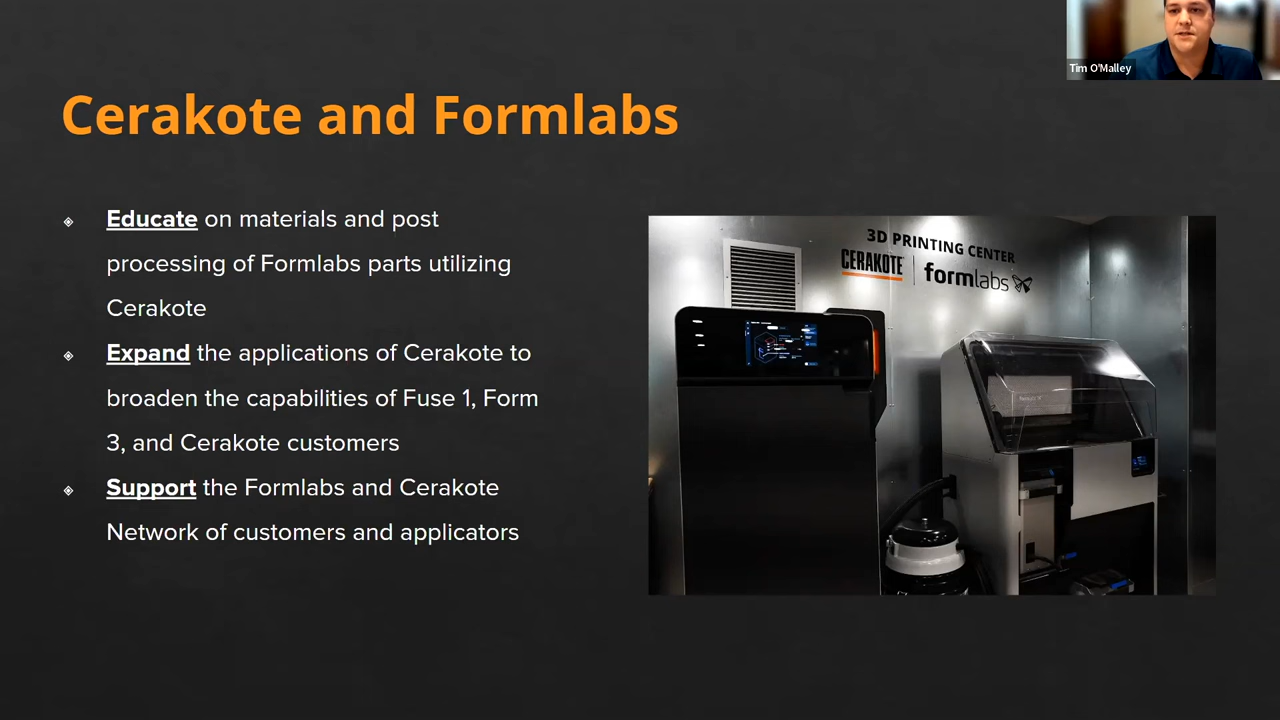 Tim O'Malley
Cerakote and Formlabs
Educate on materials and post
processing of Formlabs parts utilizing
Cerakote
Expand the applications of Cerakote to
broaden the capabilities of Fuse 1, Form
3, and Cerakote customers
Support the Formlabs and Cerakote
Network of customers and applicators
3D PRINTING CENTER
CERAKOTE | formlabs